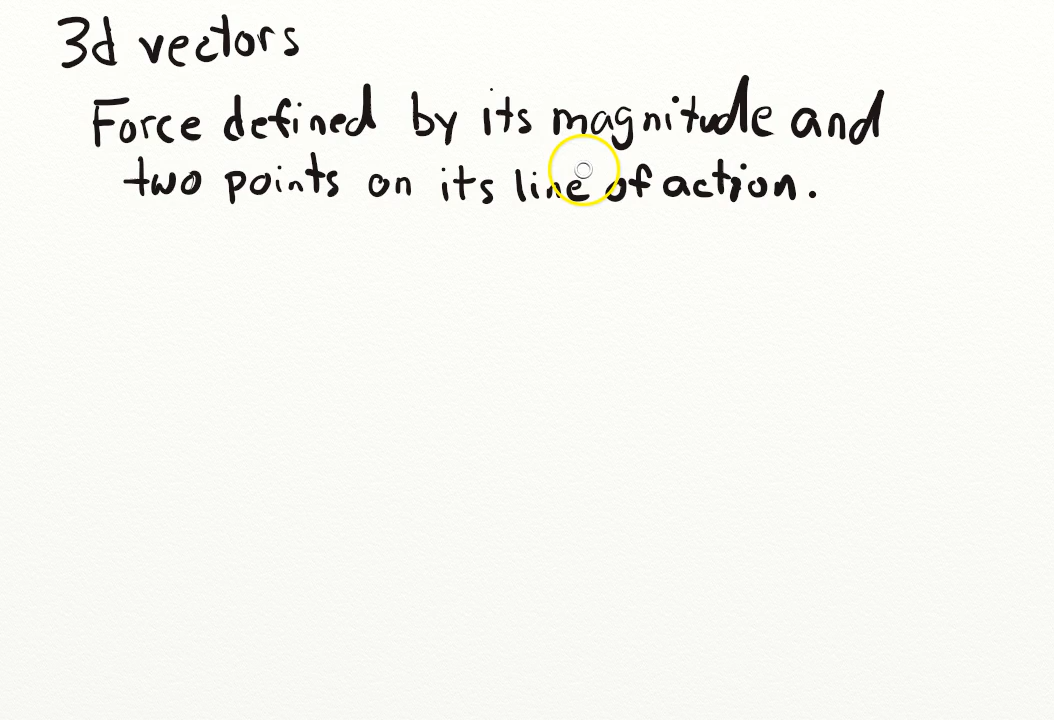 3d vectors
Force defined by its magnitude and
two points on its line of action.